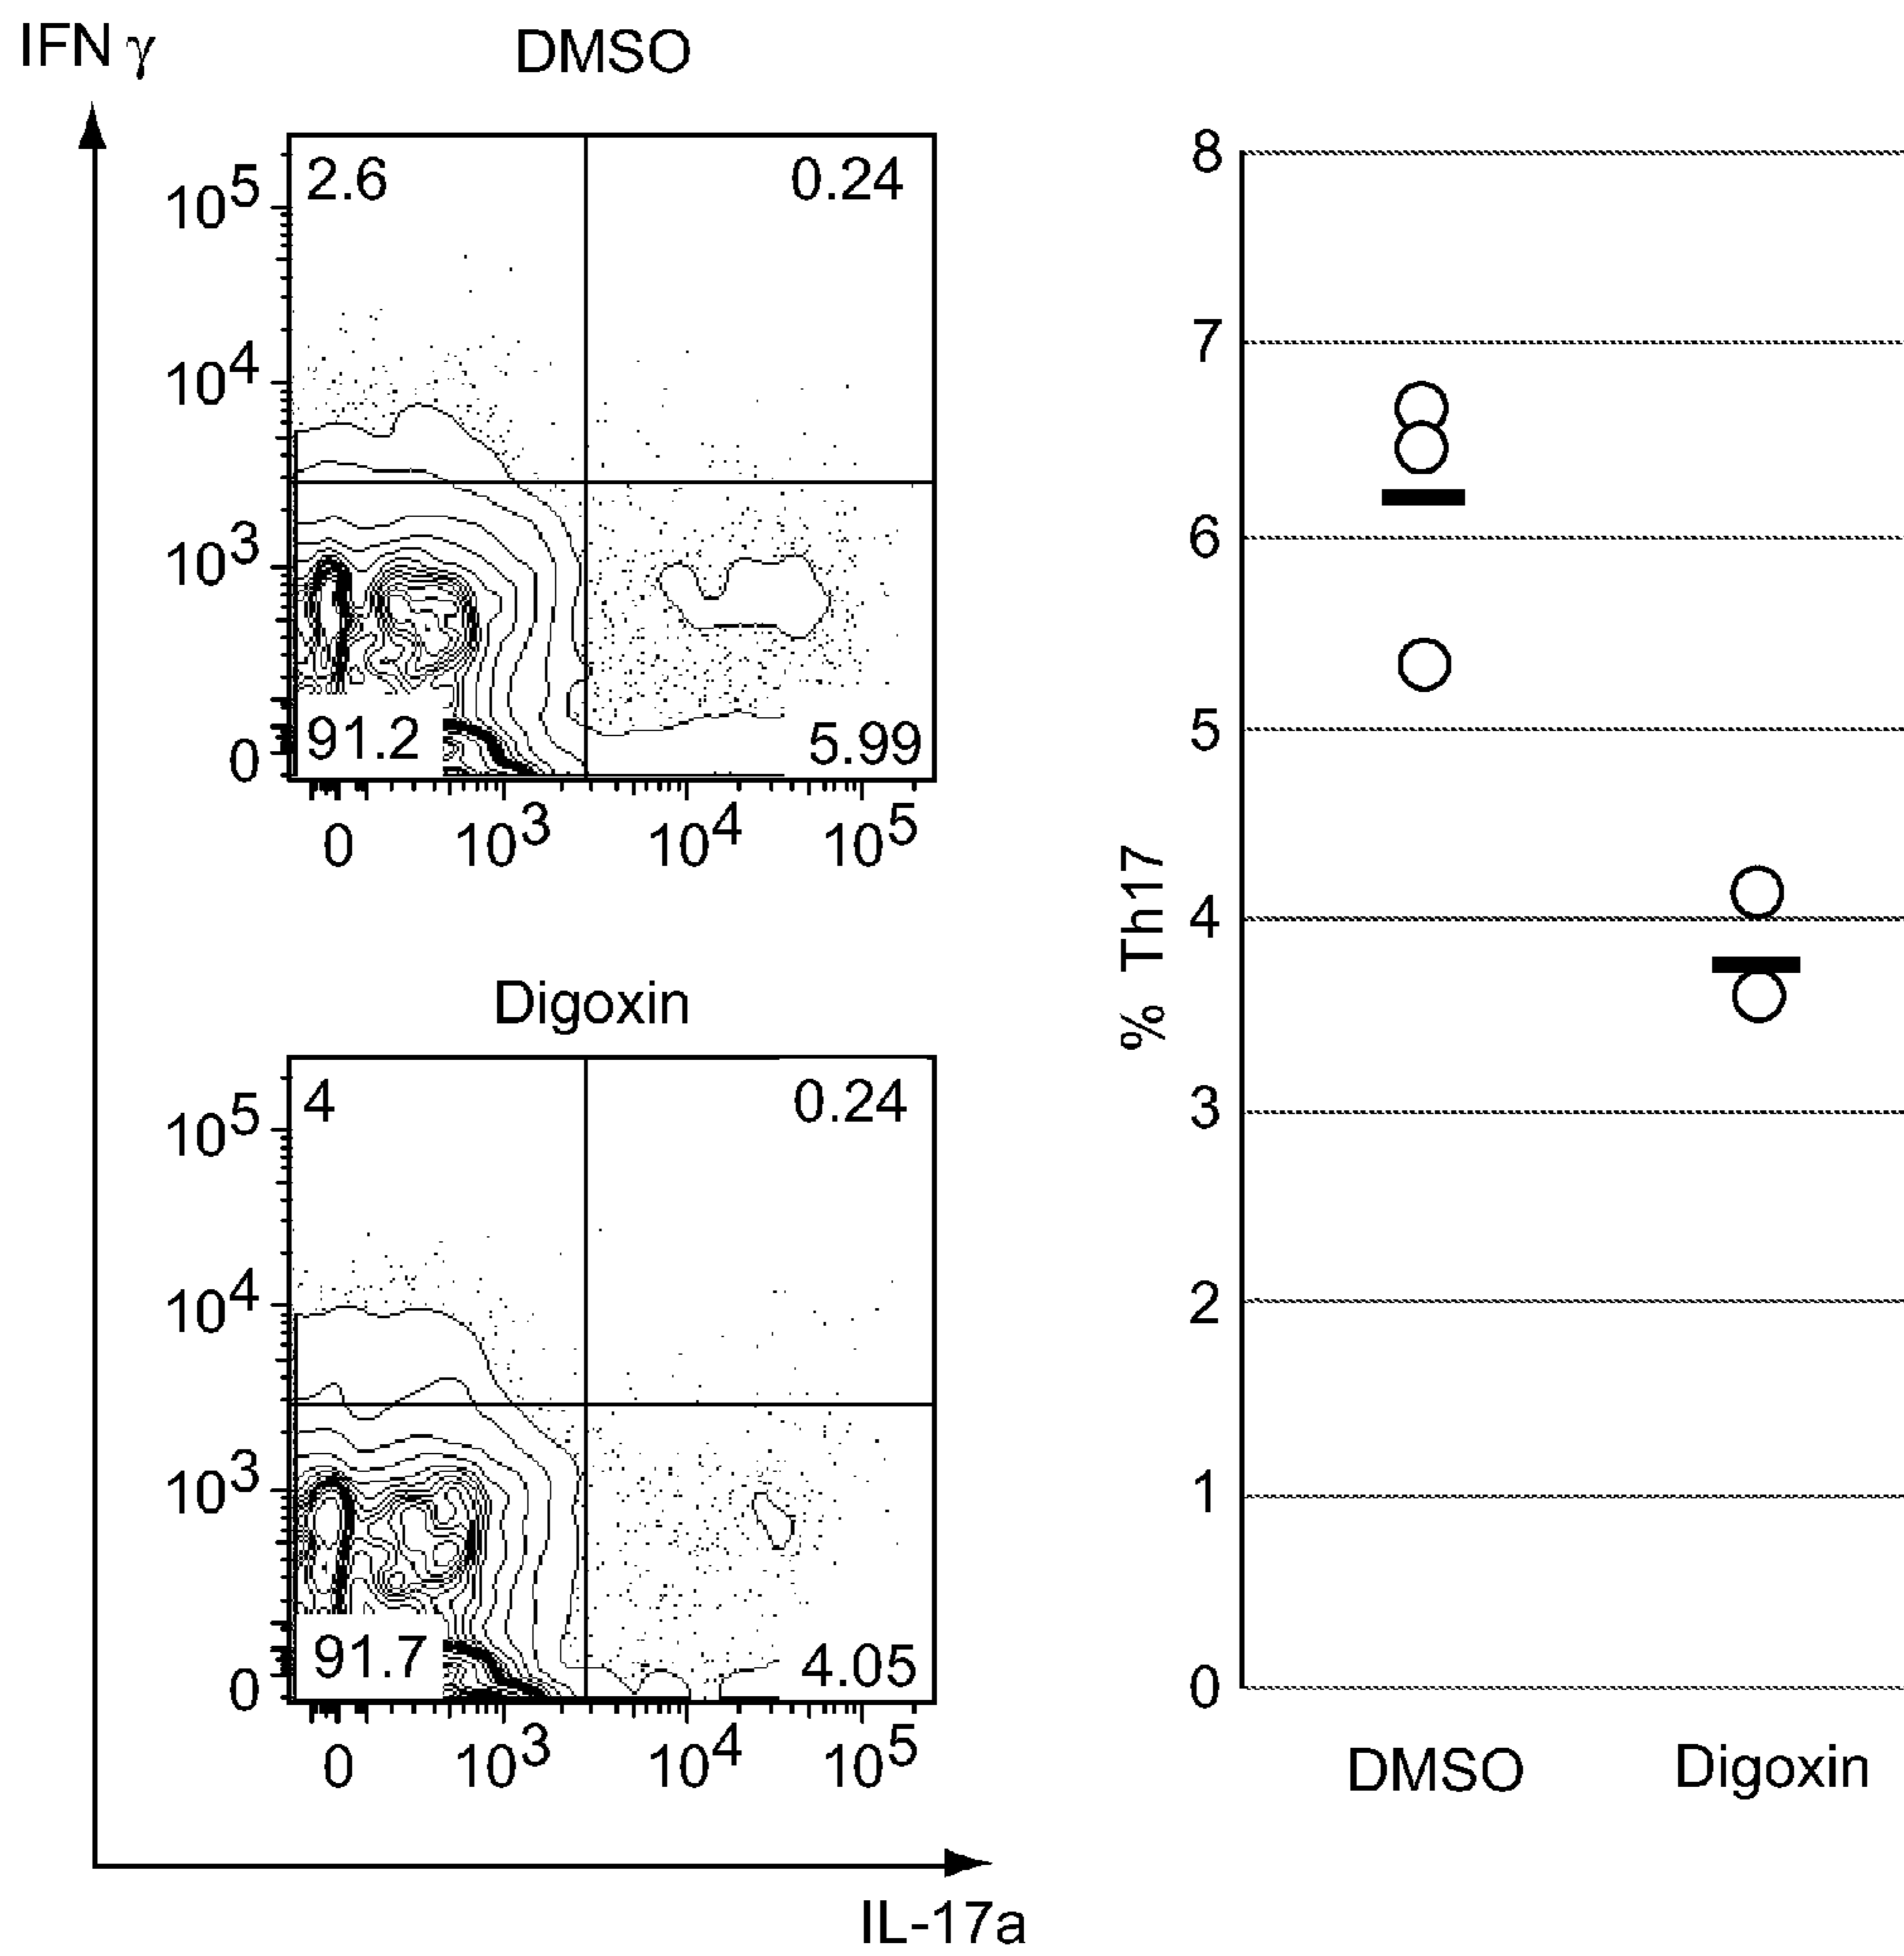 IFN γ
DMSO
2.6 0.24
10^5
10^4
10^3
0
91.2 5.99
0 10^3 10^4 10^5
Digoxin
4 0.24
10^5
10^4
10^3
0
91.7 4.05
0 10^3 10^4 10^5
IL-17a
% Th17
8
7
6
5
4
3
2
1
0
DMSO Digoxin